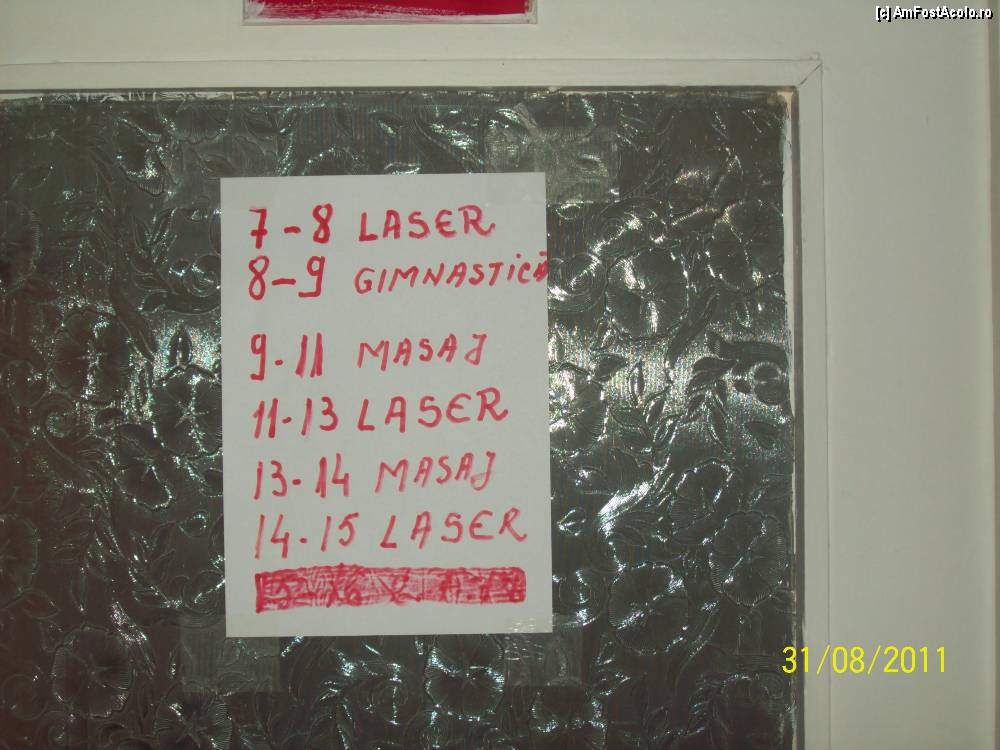 [c] AmFostAcolo.ro
7-8 LASER
8-9 GIMNASTICĂ
9-11 MASAJ
11-13 LASER
13-14 MASAJ
14-15 LASER
31/08/2011